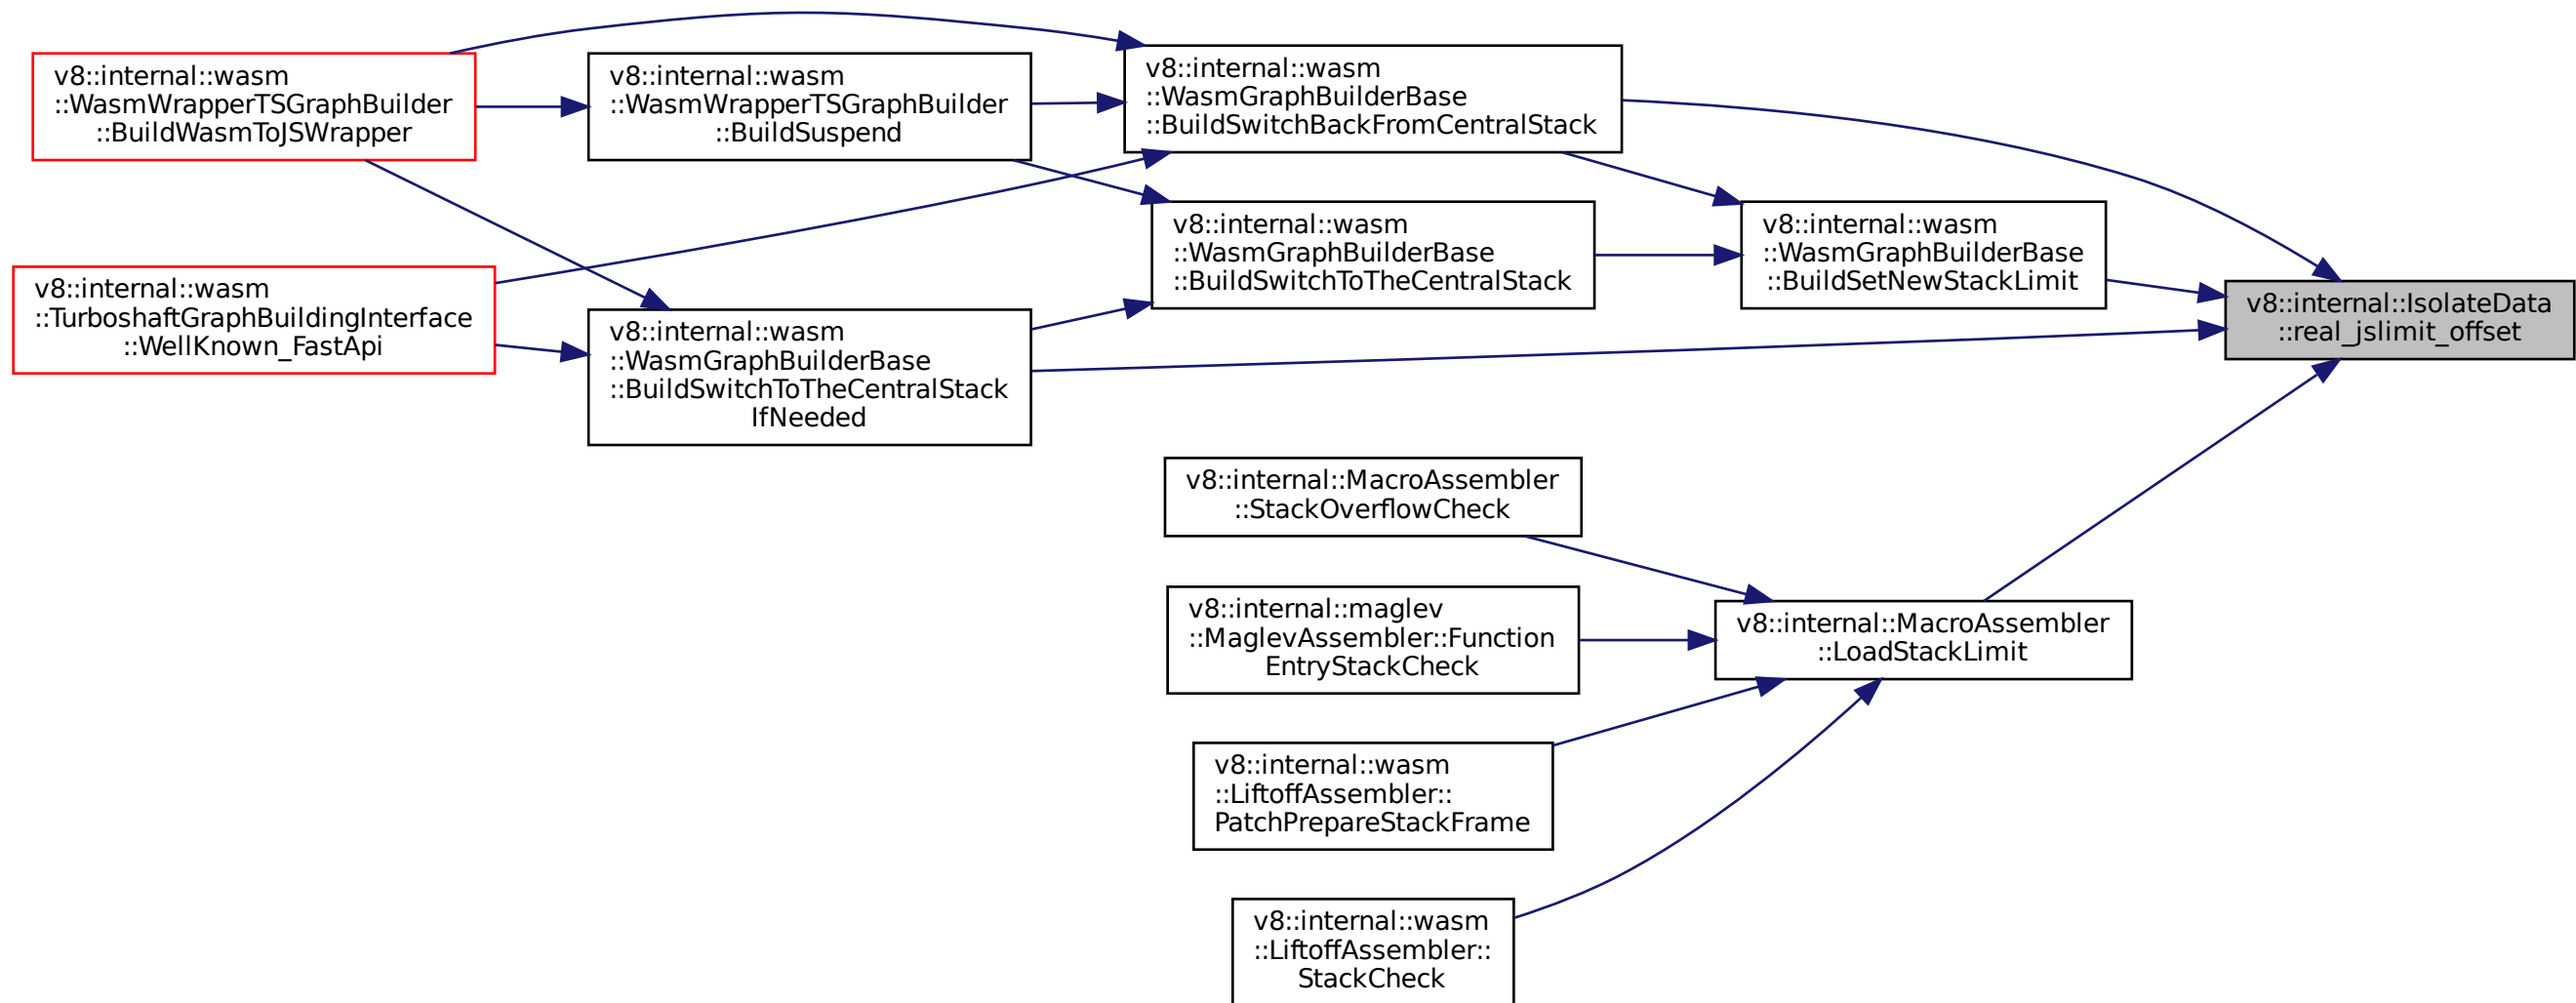 v8::internal::wasm
::WasmWrapperTSGraphBuilder
::BuildWasmToJSWrapper
v8::internal::wasm
::WasmWrapperTSGraphBuilder
::BuildSuspend
v8::internal::wasm
::WasmGraphBuilderBase
::BuildSwitchBackFromCentralStack
v8::internal::wasm
::WasmGraphBuilderBase
::BuildSwitchToTheCentralStack
v8::internal::wasm
::WasmGraphBuilderBase
::BuildSetNewStackLimit
v8::internal::IsolateData
::real_jslimit_offset
v8::internal::wasm
::TurboshaftGraphBuildingInterface
::WellKnown_FastApi
v8::internal::wasm
::WasmGraphBuilderBase
::BuildSwitchToTheCentralStack
IfNeeded
v8::internal::MacroAssembler
::StackOverflowCheck
v8::internal::maglev
::MaglevAssembler::Function
EntryStackCheck
v8::internal::MacroAssembler
::LoadStackLimit
v8::internal::wasm
::LiftoffAssembler::
PatchPrepareStackFrame
v8::internal::wasm
::LiftoffAssembler::
StackCheck